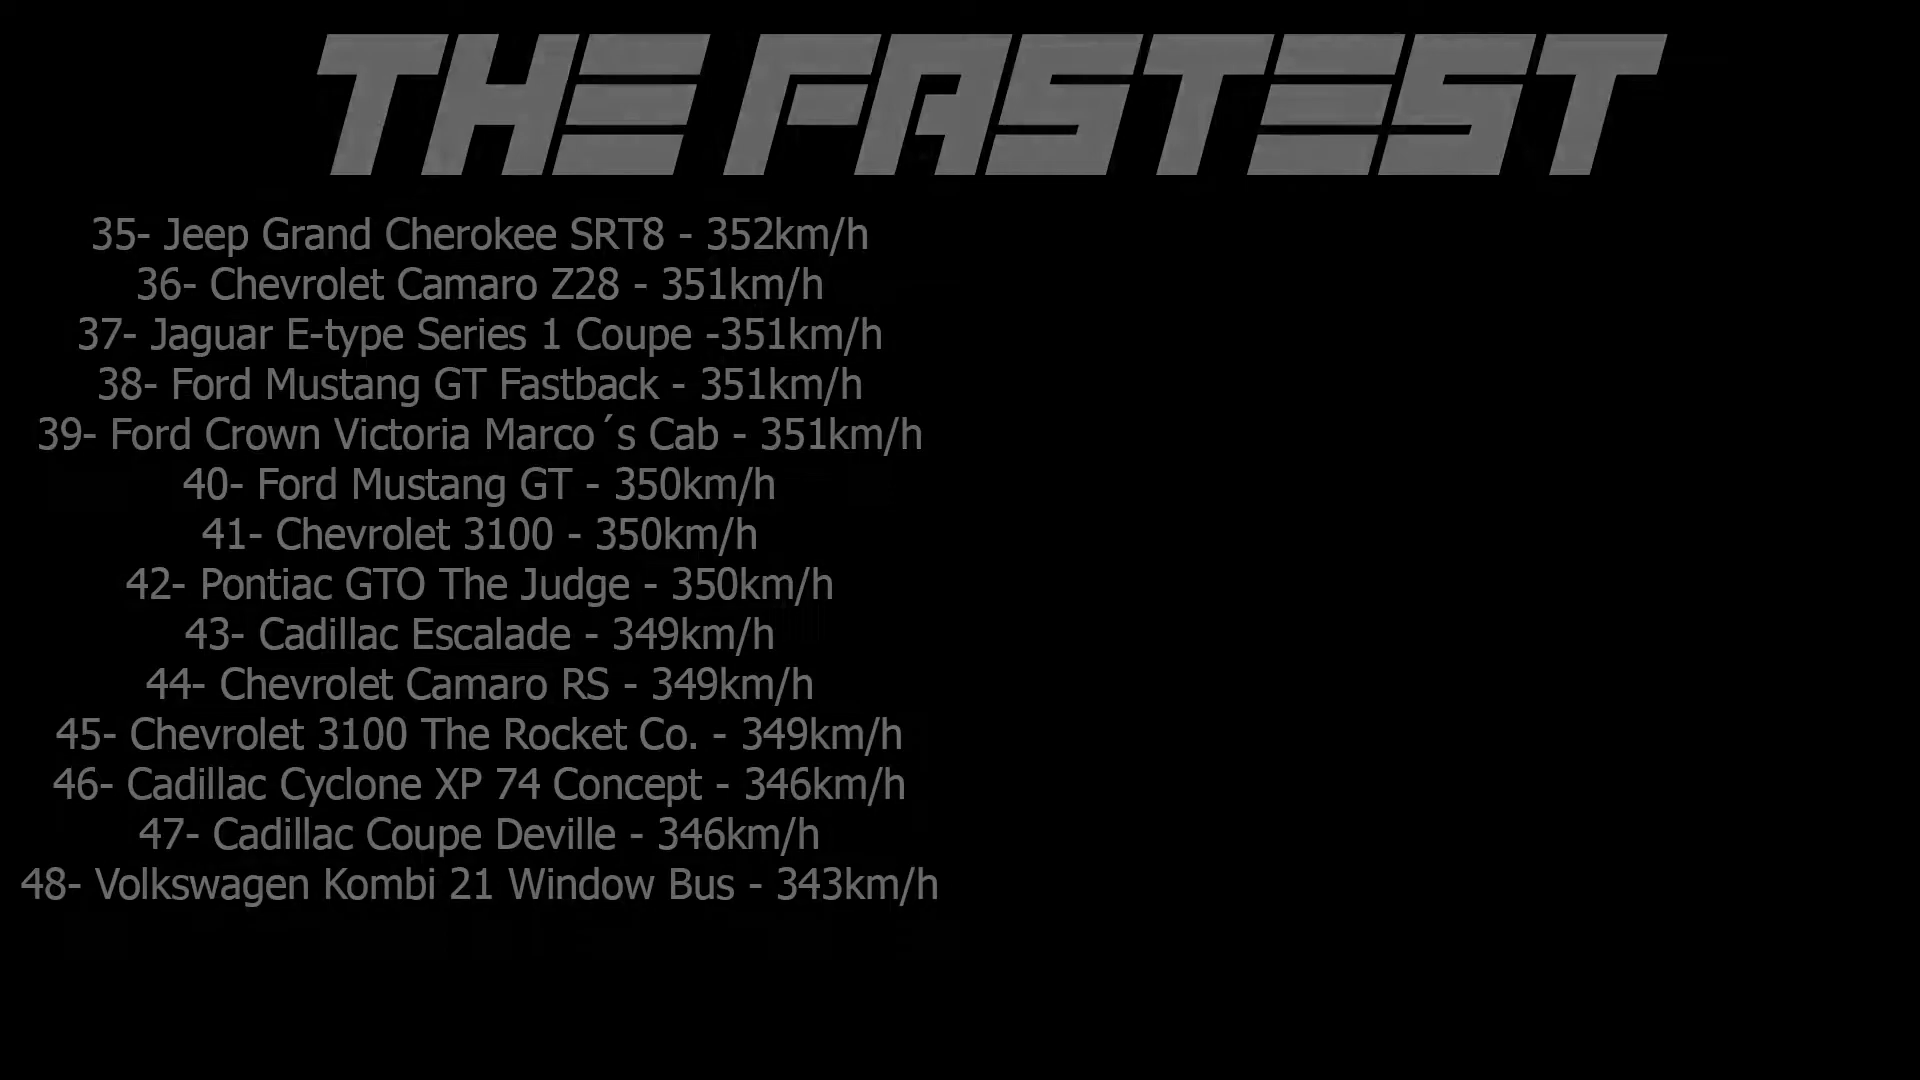 THE FASTEST
35- Jeep Grand Cherokee SRT8 - 352km/h
36- Chevrolet Camaro Z28 - 351km/h
37- Jaguar E-type Series 1 Coupe -351km/h
38- Ford Mustang GT Fastback - 351km/h
39- Ford Crown Victoria Marco´s Cab - 351km/h
40- Ford Mustang GT - 350km/h
41- Chevrolet 3100 - 350km/h
42- Pontiac GTO The Judge - 350km/h
43- Cadillac Escalade - 349km/h
44- Chevrolet Camaro RS - 349km/h
45- Chevrolet 3100 The Rocket Co. - 349km/h
46- Cadillac Cyclone XP 74 Concept - 346km/h
47- Cadillac Coupe Deville - 346km/h
48- Volkswagen Kombi 21 Window Bus - 343km/h